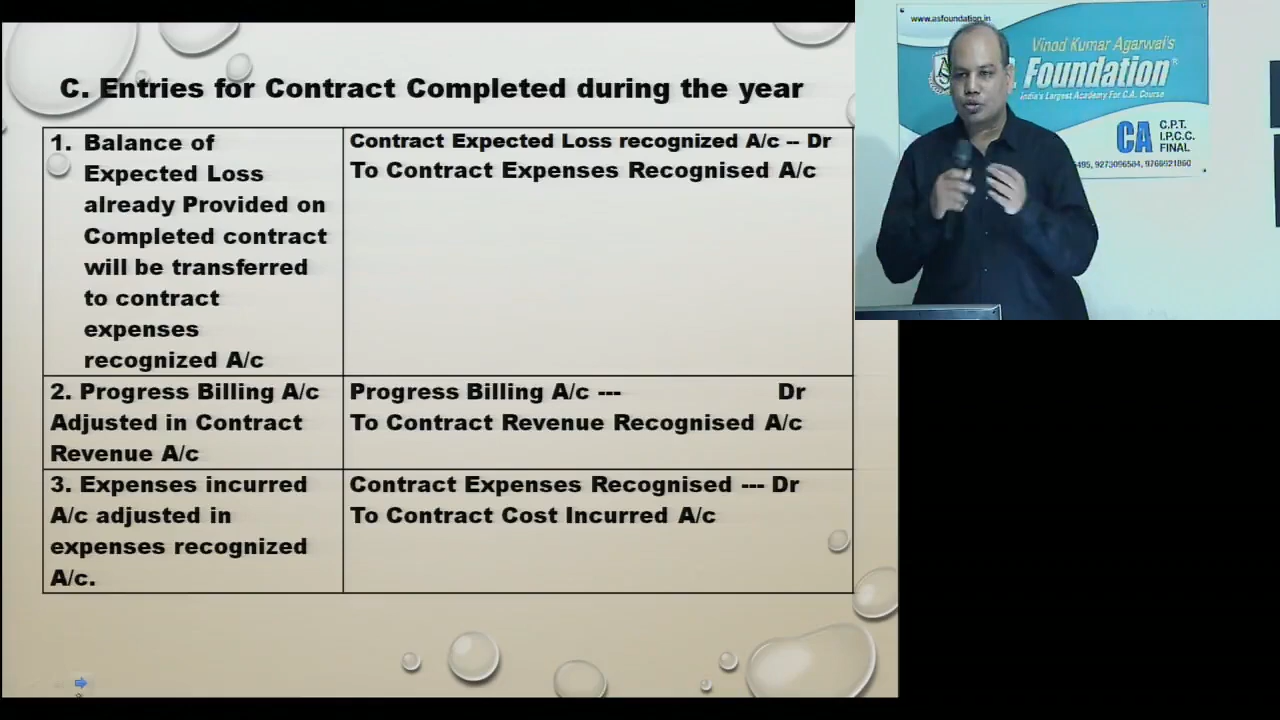 C. Entries for Contract Completed during the year
1. Balance of
Expected Loss
already Provided on
Completed contract
will be transferred
to contract
expenses
recognized A/c
Contract Expected Loss recognized A/c -- Dr
To Contract Expenses Recognised A/c
2. Progress Billing A/c
Adjusted in Contract
Revenue A/c
Progress Billing A/c --- Dr
To Contract Revenue Recognised A/c
3. Expenses incurred
A/c adjusted in
expenses recognized
A/c.
Contract Expenses Recognised --- Dr
To Contract Cost Incurred A/c
www.asfoundation.in
Vinod Kumar Agarwal's
Foundation
India's Largest Academy For C.A. Course
CA
C.P.T.
I.P.C.C.
FINAL
9273096584, 9766921860